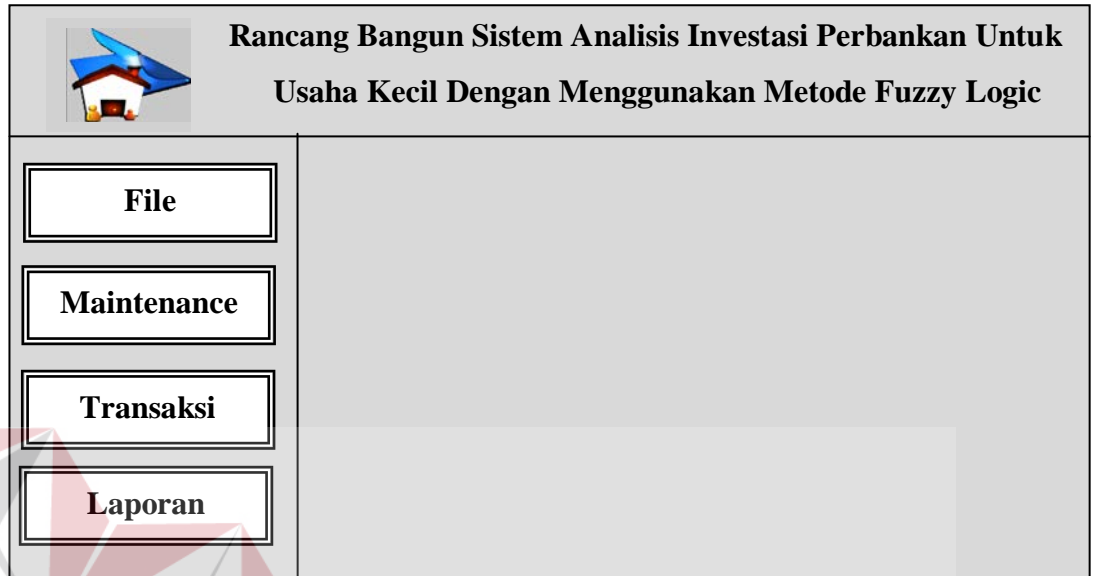 Rancang Bangun Sistem Analisis Investasi Perbankan Untuk
Usaha Kecil Dengan Menggunakan Metode Fuzzy Logic
File
Maintenance
Transaksi
Laporan